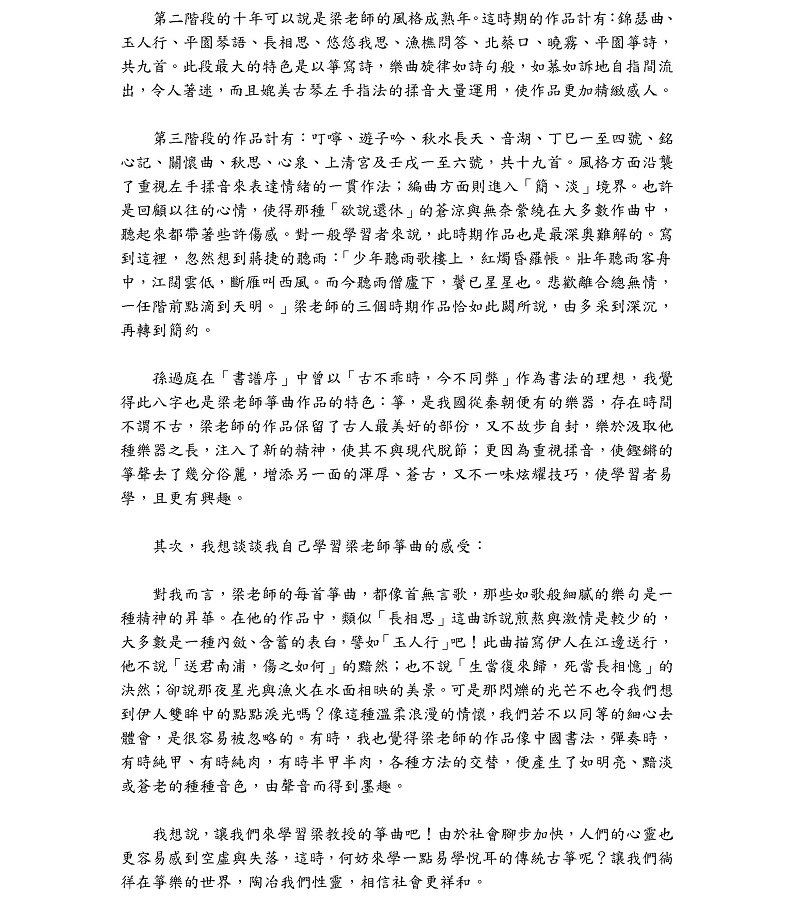 第二階段的十年可以說是梁老師的風格成熟年。這時期的作品計有：錦瑟曲、
玉人行、平園琴語、長相思、悠悠我思、漁樵問答、北蔡口、曉霧、平園箏詩，
共九首。此段最大的特色是以箏寫詩，樂曲旋律如詩句般，如慕如訴地自指間流
出，令人著迷，而且媲美古琴左手指法的揉音大量運用，使作品更加精緻感人。
第三階段的作品計有：叮嚀、遊子吟、秋水長天、音湖、丁巳一至四號、銘
心記、關懷曲、秋思、心泉、上清宮及壬戌一至六號，共十九首。風格方面沿襲
了重視左手揉音來表達情緒的一貫作法；編曲方面則進入「簡、淡」境界。也許
是回顧以往的心情，使得那種「欲說還休」的蒼涼與無奈縈繞在大多數作曲中，
聽起來都帶著些許傷感。對一般學習者來說，此時期作品也是最深奧難解的。寫
到這裡，忽然想到蔣捷的聽雨：「少年聽雨歌樓上，紅燭昏羅帳。壯年聽雨客舟
中，江闊雲低，斷雁叫西風。而今聽雨僧廬下，鬢已星星也。悲歡離合總無情，
一任階前點滴到天明。」梁老師的三個時期作品恰如此闋所說，由多采到深沉，
再轉到簡約。
孫過庭在「書譜序」中曾以「古不乖時，今不同弊」作為書法的理想，我覺
得此八字也是梁老師箏曲作品的特色：箏，是我國從秦朝便有的樂器，存在時間
不謂不古，梁老師的作品保留了古人最美好的部份，又不故步自封，樂於汲取他
種樂器之長，注入了新的精神，使其不與現代脫節；更因為重視揉音，使鏗鏘的
箏聲去了幾分俗麗，增添另一面的渾厚、蒼古，又不一味炫耀技巧，使學習者易
學，且更有興趣。
其次，我想談談我自己學習梁老師箏曲的感受：
對我而言，梁老師的每首箏曲，都像首無言歌，那些如歌般細膩的樂句是一
種精神的昇華。在他的作品中，類似「長相思」這曲訴說煎熬與激情是較少的，
大多數是一種內斂、含蓄的表白，譬如「玉人行」吧！此曲描寫伊人在江邊送行，
他不說「送君南浦，傷之如何」的黯然；也不說「生當復來歸，死當長相憶」的
決然；卻說那夜星光與漁火在水面相映的美景。可是那閃爍的光芒不也令我們想
到伊人雙眸中的點點淚光嗎？像這種溫柔浪漫的情懷，我們若不以同等的細心去
體會，是很容易被忽略的。有時，我也覺得梁老師的作品像中國書法，彈奏時，
有時純甲、有時純肉，有時半甲半肉，各種方法的交替，便產生了如明亮、黯淡
或蒼老的種種音色，由聲音而得到墨趣。
我想說，讓我們來學習梁教授的箏曲吧！由於社會腳步加快，人們的心靈也
更容易感到空虛與失落，這時，何妨來學一點易學悅耳的傳統古箏呢？讓我們徜
徉在箏樂的世界，陶冶我們性靈，相信社會更祥和。